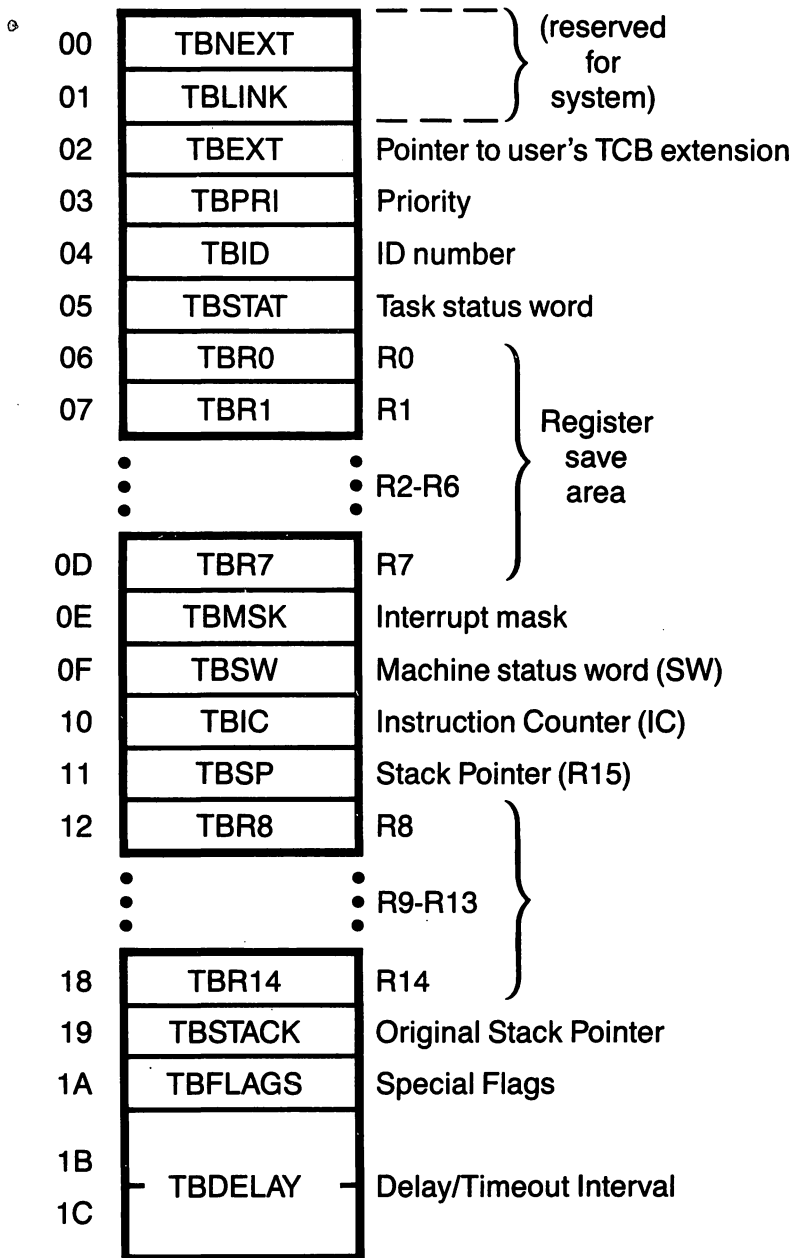 00 TBNEXT (reserved
for
01 TBLINK system)
02 TBEXT Pointer to user's TCB extension
03 TBPRI Priority
04 TBID ID number
05 TBSTAT Task status word
06 TBR0 R0
07 TBR1 R1
Register
save
area
R2-R6
0D TBR7 R7
0E TBMSK Interrupt mask
0F TBSW Machine status word (SW)
10 TBIC Instruction Counter (IC)
11 TBSP Stack Pointer (R15)
12 TBR8 R8
R9-R13
18 TBR14 R14
19 TBSTACK Original Stack Pointer
1A TBFLAGS Special Flags
1B
TBDELAY Delay/Timeout Interval
1C